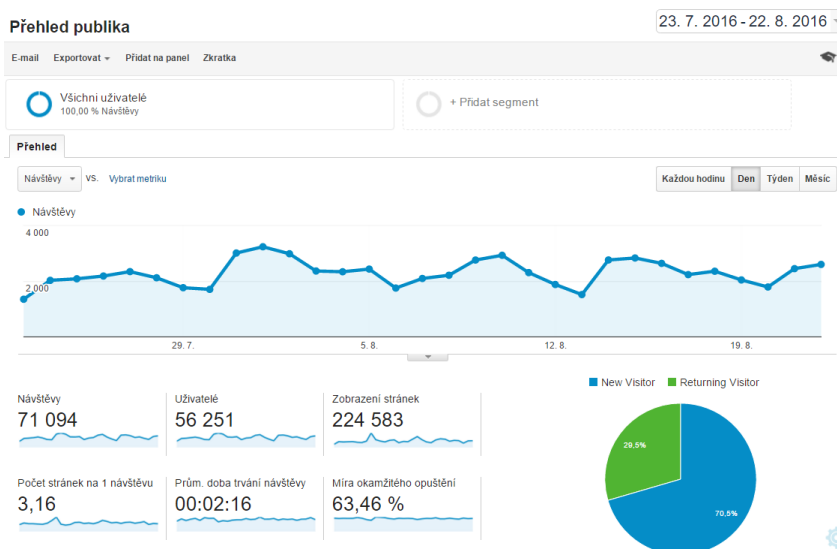 Přehled publika
23. 7. 2016 - 22. 8. 2016
E-mail Exportovat Přidat na panel Zkratka
Všichni uživatelé
100,00 % Návštěvy
+ Přidat segment
Přehled
Návštěvy VS. Vybrat metriku
Každou hodinu Den Týden Měsíc
Návštěvy
4 000
2 000
29. 7. 5. 8. 12. 8. 19. 8.
New Visitor Returning Visitor
Návštěvy
71 094
Uživatelé
56 251
Zobrazení stránek
224 583
Počet stránek na 1 návštěvu
3,16
Prům. doba trvání návštěvy
00:02:16
Míra okamžitého opuštění
63,46 %
29,5%
70,5%